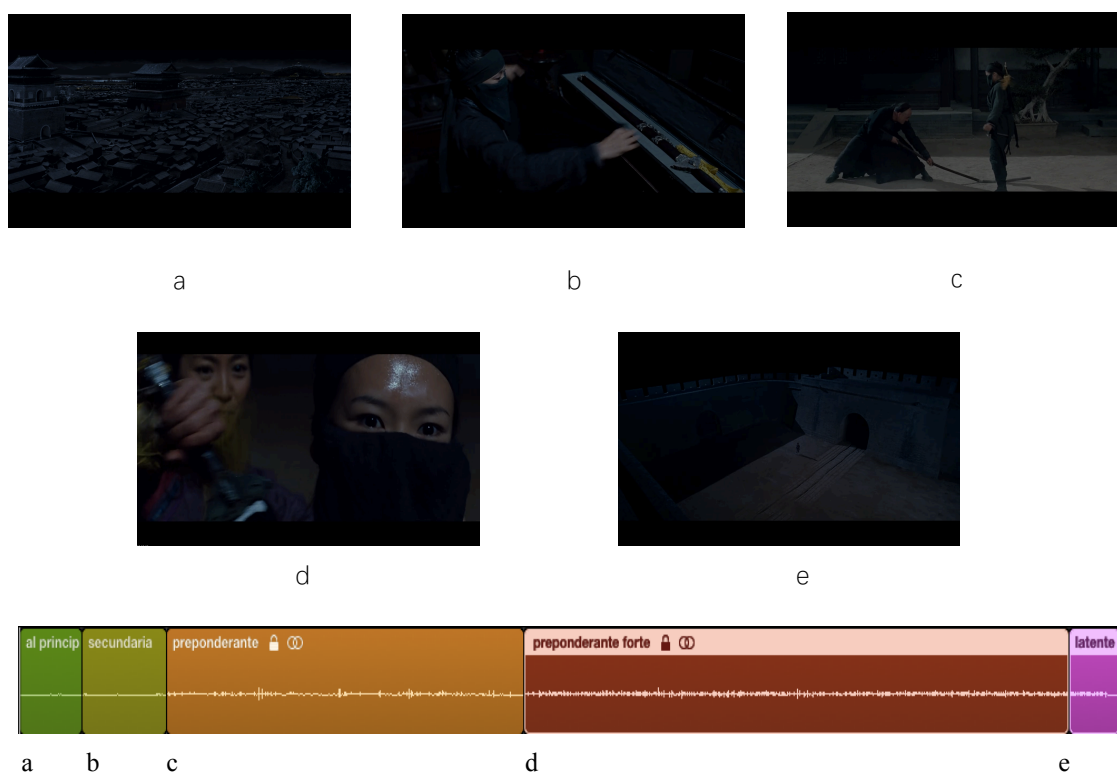 a
b
c
d
e
al princip
secundaria
preponderante
preponderante forte
latente
a
b
c
d
e